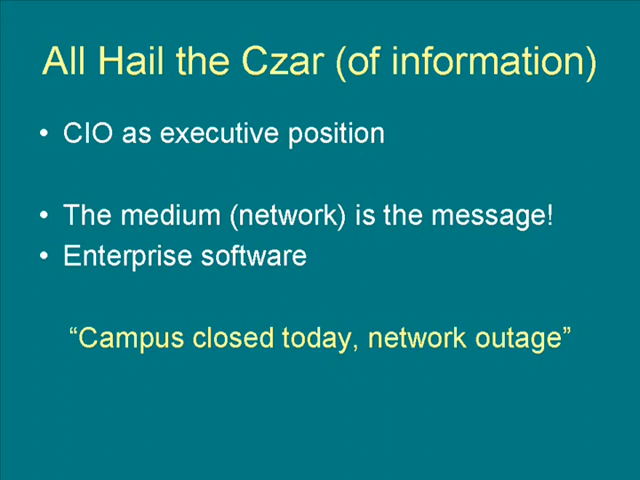 All Hail the Czar (of information)
• CIO as executive position
• The medium (network) is the message!
• Enterprise software
“Campus closed today, network outage”